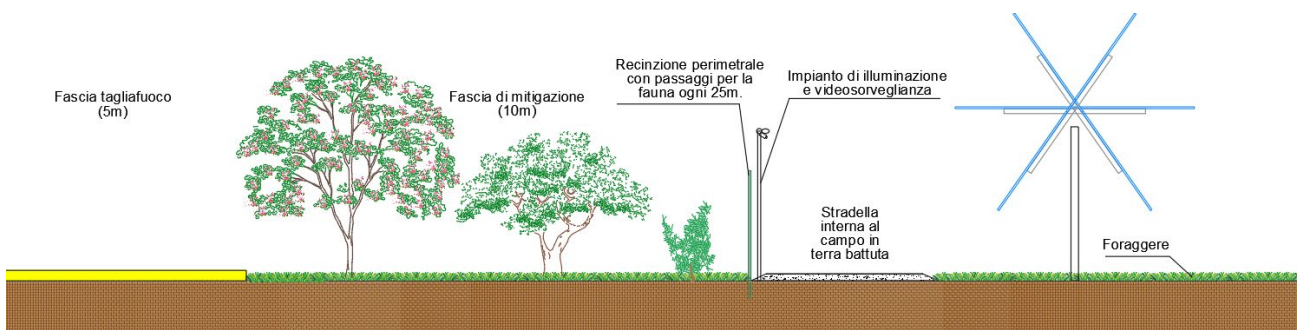 Fascia tagliafuoco
(5m)
Fascia di mitigazione
(10m)
Recinzione perimetrale
con passaggi per la
fauna ogni 25m.
Impianto di illuminazione
e videosorveglianza
Stradella
interna al
campo in
terra battuta
Foraggere